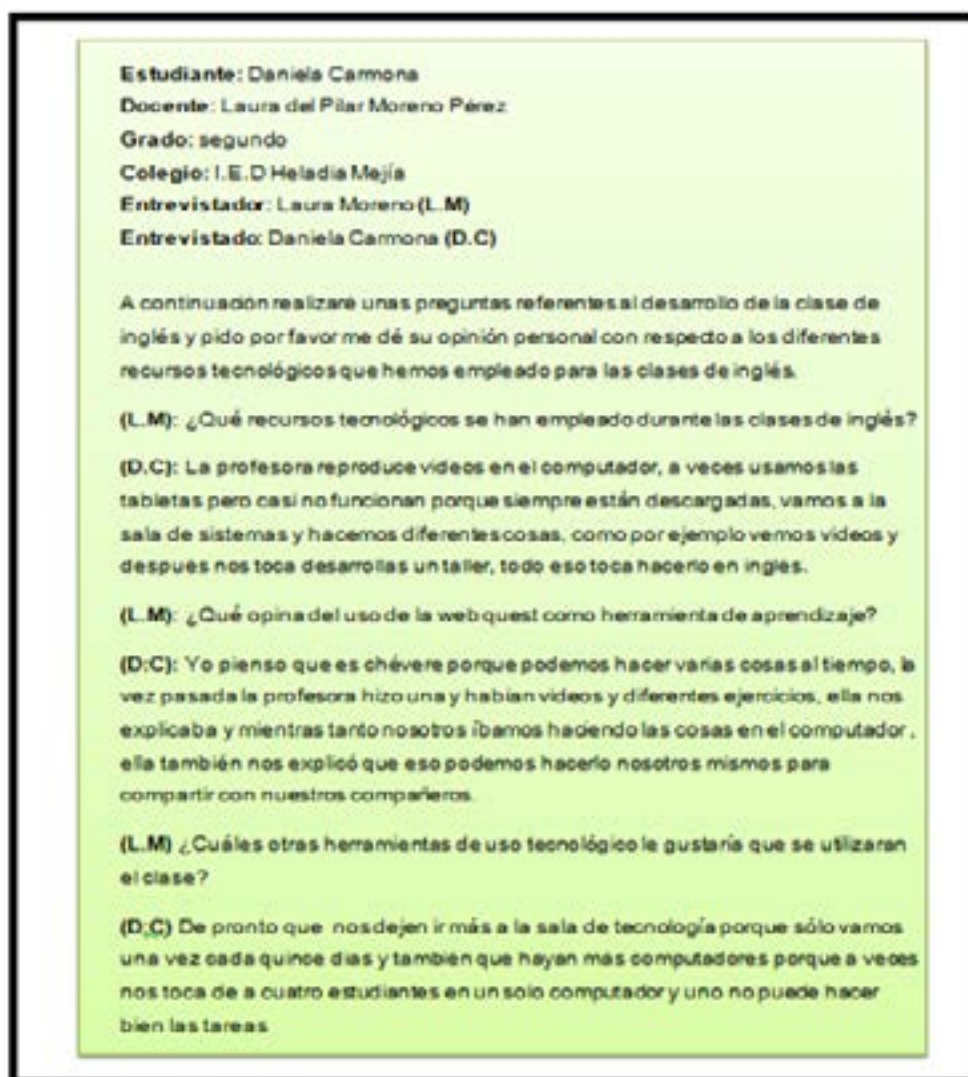 Estudiante: Daniela Carmona
Docente: Laura del Pilar Moreno Pérez
Grado: segundo
Colegio: I.E.D Heladia Mejía
Entrevistador: Laura Moreno (L.M)
Entrevistado: Daniela Carmona (D.C)
A continuación realizaré unas preguntas referentes al desarrollo de la clase de
inglés y pido por favor me dé su opinión personal con respecto a los diferentes
recursos tecnológicos que hemos empleado para las clases de inglés.
(L.M): ¿Qué recursos tecnológicos se han empleado durante las clases de inglés?
(D.C): La profesora reproduce videos en el computador, a veces usamos las
tabletas pero casi no funcionan porque siempre están descargadas, vamos a la
sala de sistemas y hacemos diferentes cosas, como por ejemplo vemos videos y
después nos toca desarrollas un taller, todo eso toca hacerlo en inglés.
(L.M): ¿Qué opina del uso de la web quest como herramienta de aprendizaje?
(D:C): Yo pienso que es chévere porque podemos hacer varias cosas al tiempo, la
vez pasada la profesora hizo una y habían videos y diferentes ejercicios, ella nos
explicaba y mientras tanto nosotros íbamos haciendo las cosas en el computador ,
ella también nos explicó que eso podemos hacerlo nosotros mismos para
compartir con nuestros compañeros.
(L.M) ¿Cuáles otras herramientas de uso tecnológico le gustaría que se utilizaran
el clase?
(D:C) De pronto que nos dejen ir más a la sala de tecnología porque sólo vamos
una vez cada quince días y también que hayan más computadores porque a veces
nos toca de a cuatro estudiantes en un solo computador y uno no puede hacer
bien las tareas